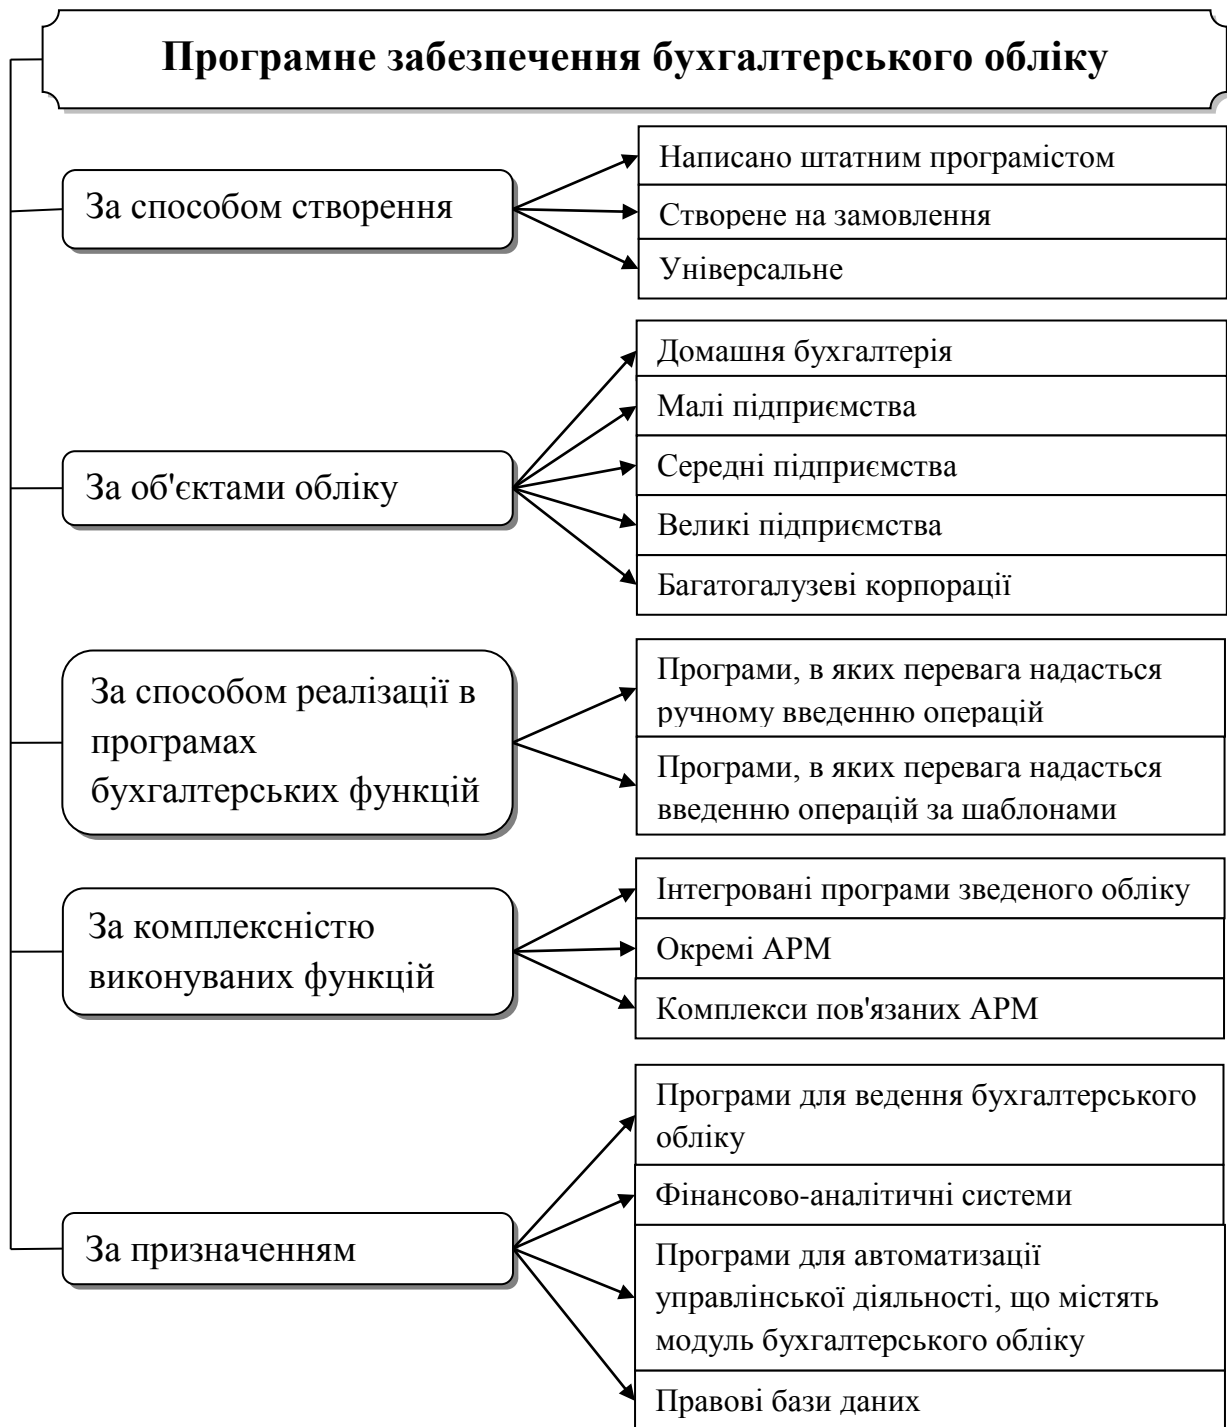 Програмне забезпечення бухгалтерського обліку
За способом створення
Написано штатним програмістом
Створене на замовлення
Універсальне
За об'єктами обліку
Домашня бухгалтерія
Малі підприємства
Середні підприємства
Великі підприємства
Багатогалузеві корпорації
За способом реалізації в
програмах
бухгалтерських функцій
Програми, в яких перевага надасться
ручному введенню операцій
Програми, в яких перевага надасться
введенню операцій за шаблонами
За комплексністю
виконуваних функцій
Інтегровані програми зведеного обліку
Окремі АРМ
Комплекси пов'язаних АРМ
За призначенням
Програми для ведення бухгалтерського
обліку
Фінансово-аналітичні системи
Програми для автоматизації
управлінської діяльності, що містять
модуль бухгалтерського обліку
Правові бази даних